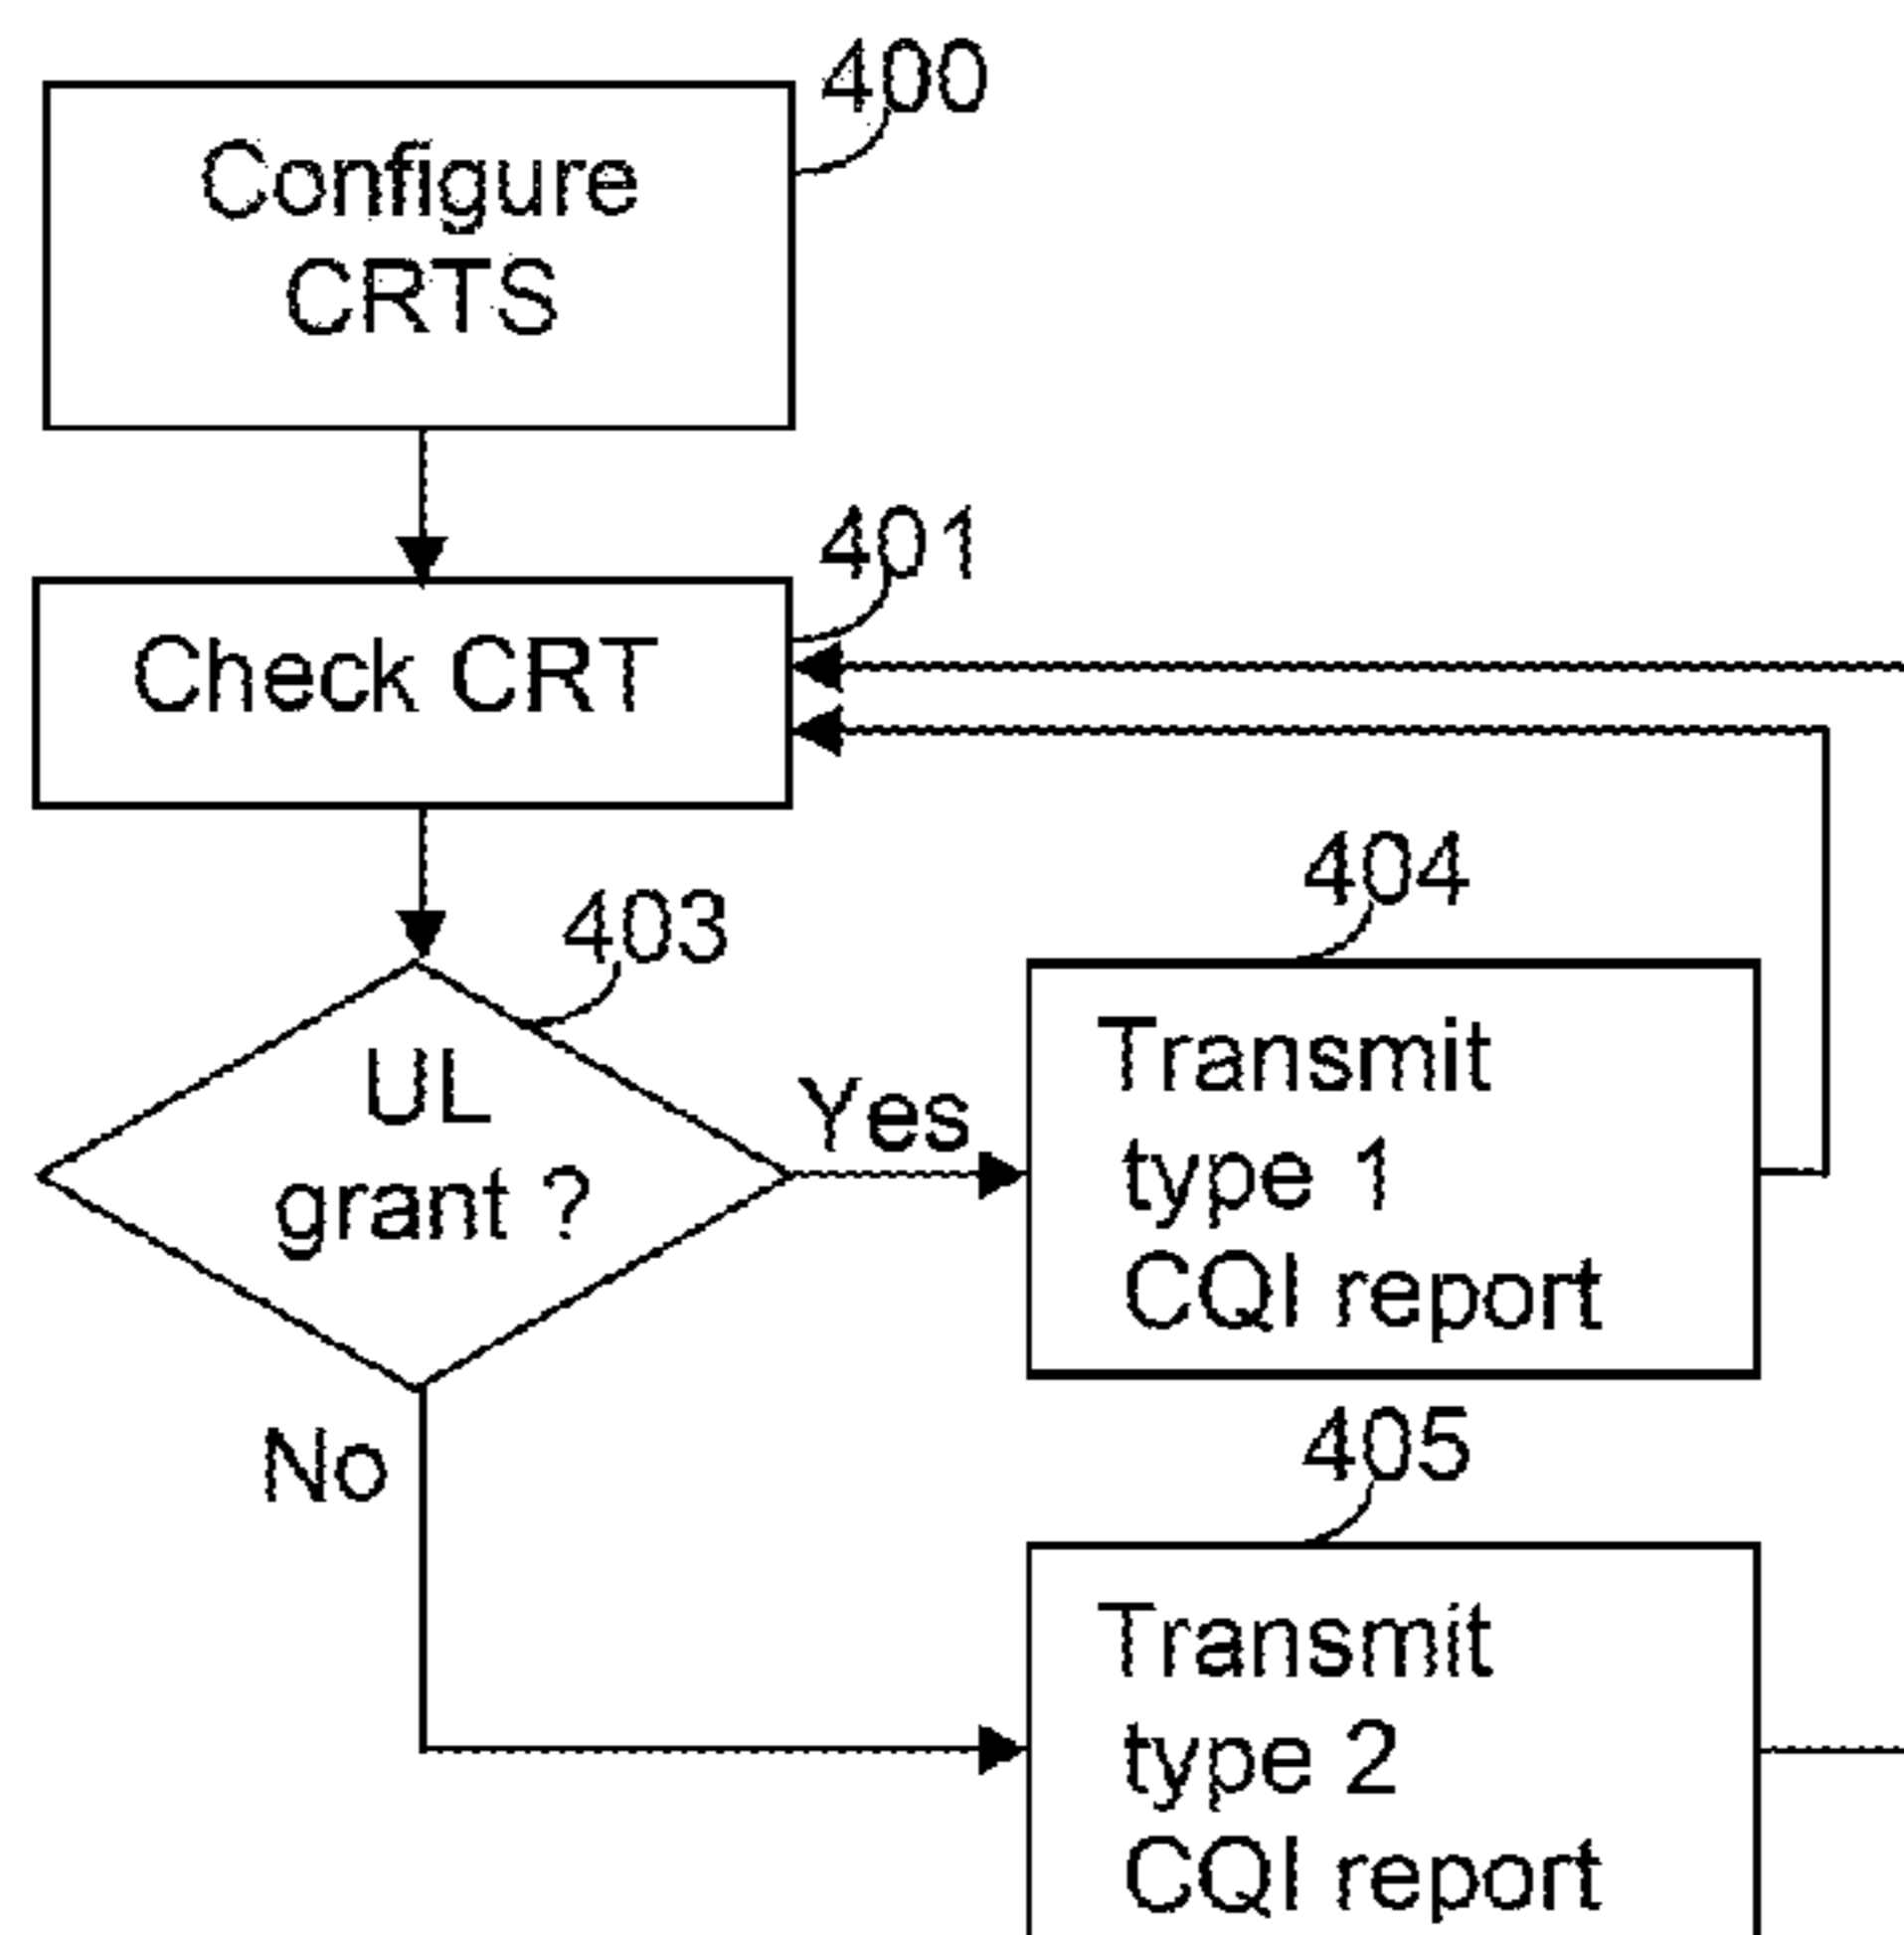 400
Configure
CRTS
401
Check CRT
403
UL
grant ?
Yes
No
404
Transmit
type 1
CQI report
405
Transmit
type 2
CQI report